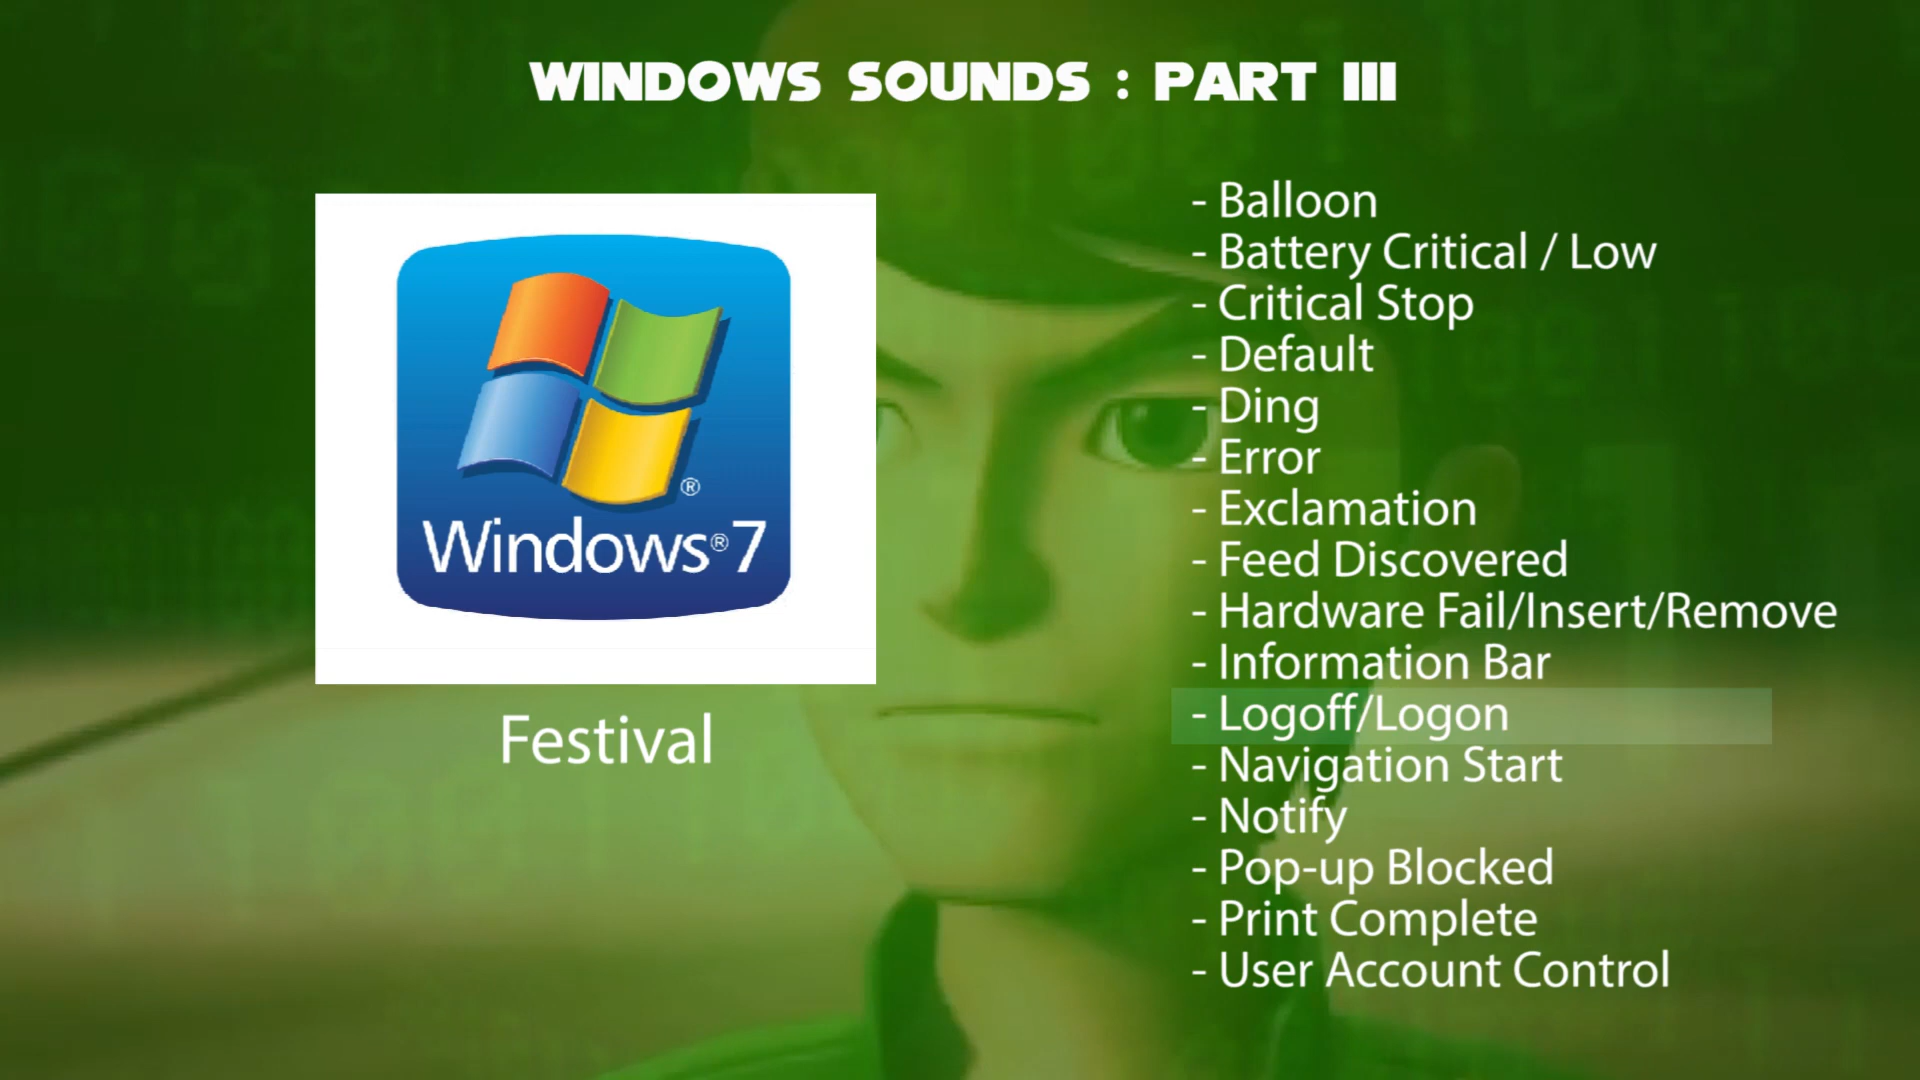 WINDOWS SOUNDS : PART III
Windows®7
®
Festival
- Balloon
- Battery Critical / Low
- Critical Stop
- Default
- Ding
- Error
- Exclamation
- Feed Discovered
- Hardware Fail/Insert/Remove
- Information Bar
- Logoff/Logon
- Navigation Start
- Notify
- Pop-up Blocked
- Print Complete
- User Account Control